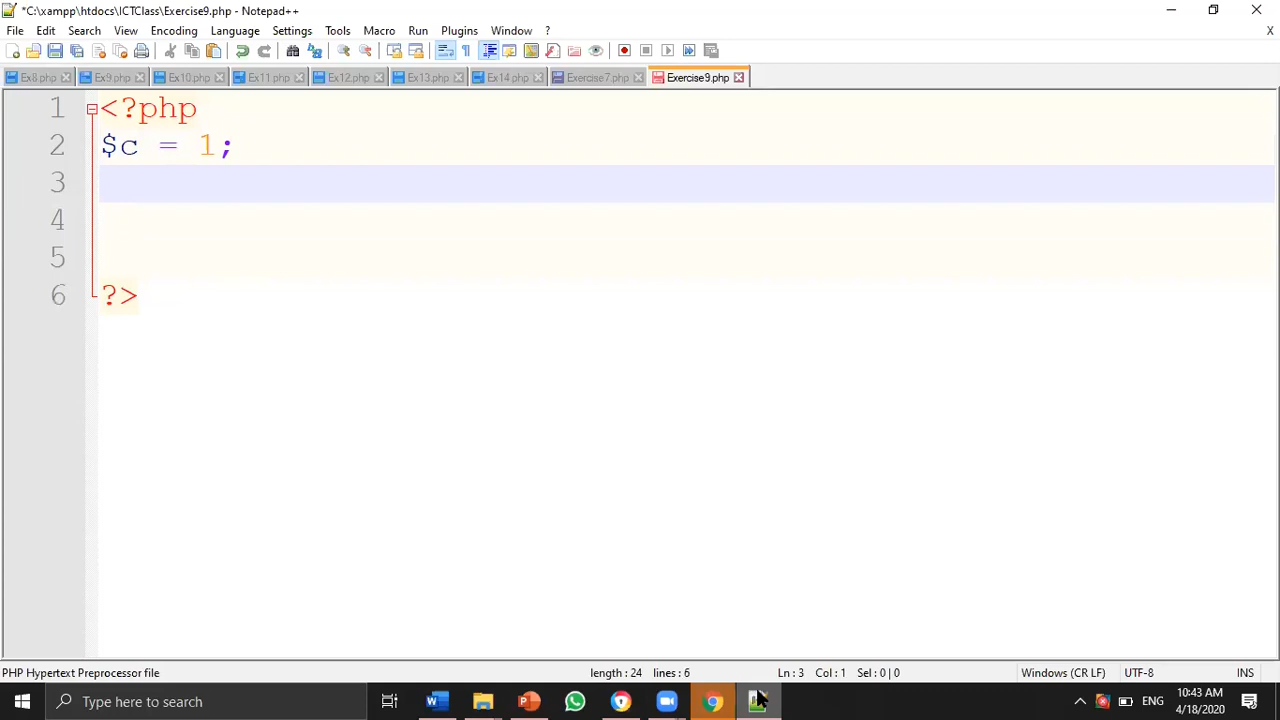 *C:\xampp\htdocs\ICTClass\Exercise9.php - Notepad++
File Edit Search View Encoding Language Settings Tools Macro Run Plugins Window ? X
Ex8.php Ex9.php Ex10.php Ex11.php Ex12.php Ex13.php Ex14.php Exercise7.php Exercise9.php
1 <?php
2 $c = 1;
3
4
5
6 ?>
PHP Hypertext Preprocessor file length : 24 lines : 6 Ln : 3 Col : 1 Sel : 0 | 0 Windows (CR LF) UTF-8 INS
Type here to search ENG 10:43 AM
4/18/2020